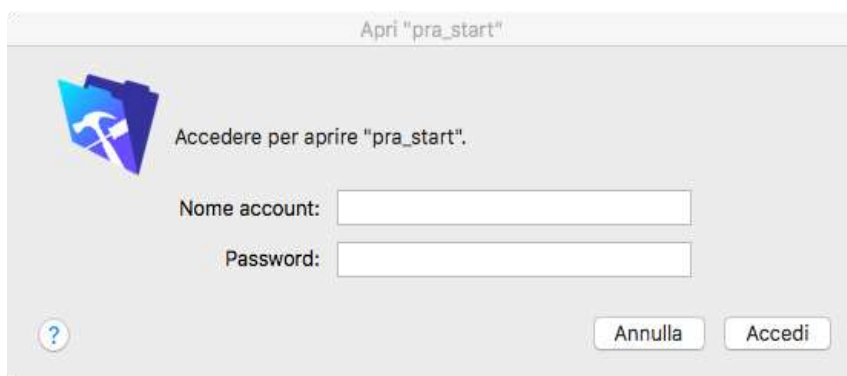 Apri "pra_start"
Accedere per aprire "pra_start".
Nome account:
Password:
?
Annulla
Accedi